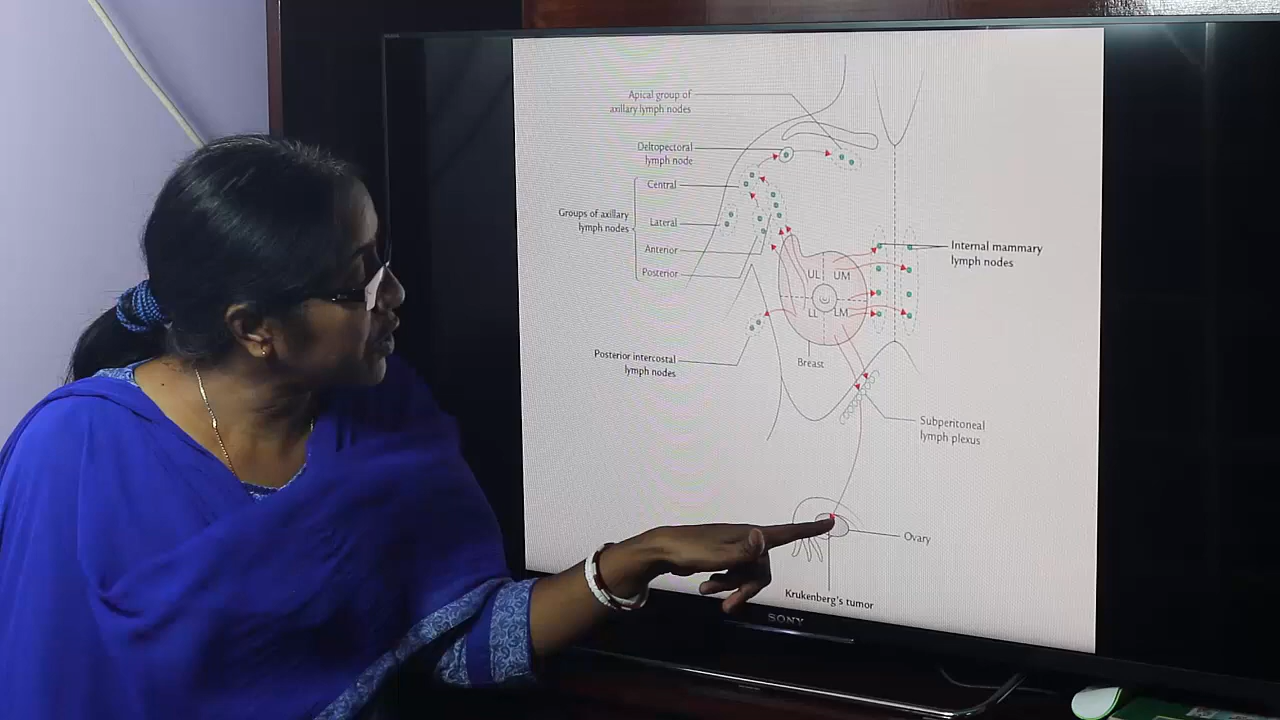 Apical group of
axillary lymph nodes
Deltopectoral
lymph node
Central
Groups of axillary
lymph nodes
Lateral
Anterior
Posterior
Internal mammary
lymph nodes
UL UM
LL LM
Posterior intercostal
lymph nodes
Breast
Subperitoneal
lymph plexus
Ovary
Krukenberg's tumor
SONY